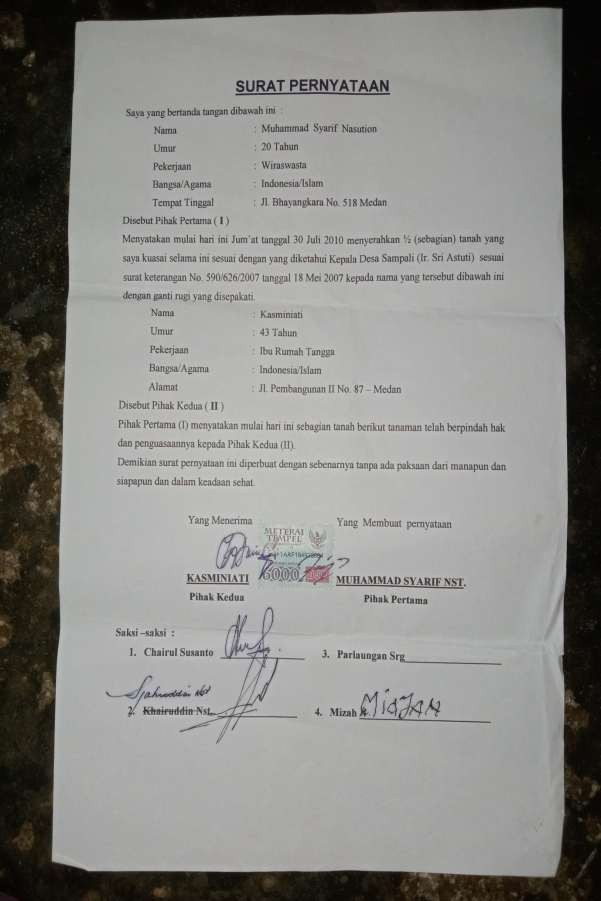 SURAT PERNYATAAN
Saya yang bertanda tangan dibawah ini :
Nama : Muhammad Syarif Nasution
Umur : 20 Tahun
Pekerjaan : Wiraswasta
Bangsa/Agama : Indonesia/Islam
Tempat Tinggal : Jl. Bhayangkara No. 518 Medan
Disebut Pihak Pertama ( I )
Menyatakan mulai hari ini Jum'at tanggal 30 Juli 2010 menyerahkan ½ (sebagian) tanah yang
saya kuasai selama ini sesuai dengan yang diketahui Kepala Desa Sampali (Ir. Sri Astuti) sesuai
surat keterangan No. 590/626/2007 tanggal 18 Mei 2007 kepada nama yang tersebut dibawah ini
dengan ganti rugi yang disepakati.
Nama : Kasminiati
Umur : 43 Tahun
Pekerjaan : Ibu Rumah Tangga
Bangsa/Agama : Indonesia/Islam
Alamat : Jl. Pembangunan II No. 87 – Medan
Disebut Pihak Kedua ( II )
Pihak Pertama (I) menyatakan mulai hari ini sebagian tanah berikut tanaman telah berpindah hak
dan penguasaannya kepada Pihak Kedua (II).
Demikian surat pernyataan ini diperbuat dengan sebenarnya tanpa ada paksaan dari manapun dan
siapapun dan dalam keadaan sehat.
Yang Menerima Yang Membuat pernyataan
METERAI
TEMPEL
6000
KASMINIATI MUHAMMAD SYARIF NST.
Pihak Kedua Pihak Pertama
Saksi –saksi :
1. Chairul Susanto 3. Parlaungan Srg
Sjahruddin Nst
2. Khairuddin Nst. 4. Mizah MiAJAH